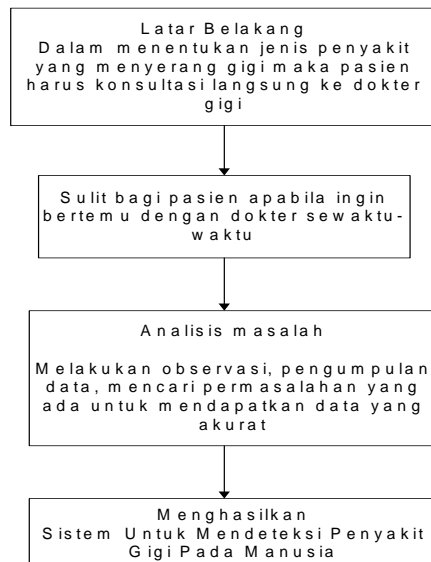 Latar Belakang
Dalam menentukan jenis penyakit
yang menyerang gigi maka pasien
harus konsultasi langsung ke dokter
gigi
Sulit bagi pasien apabila ingin
bertemu dengan dokter sewaktu-
waktu
Analisis masalah
Melakukan observasi, pengumpulan
data, mencari permasalahan yang
ada untuk mendapatkan data yang
akurat
Menghasilkan
Sistem Untuk Mendeteksi Penyakit
Gigi Pada Manusia